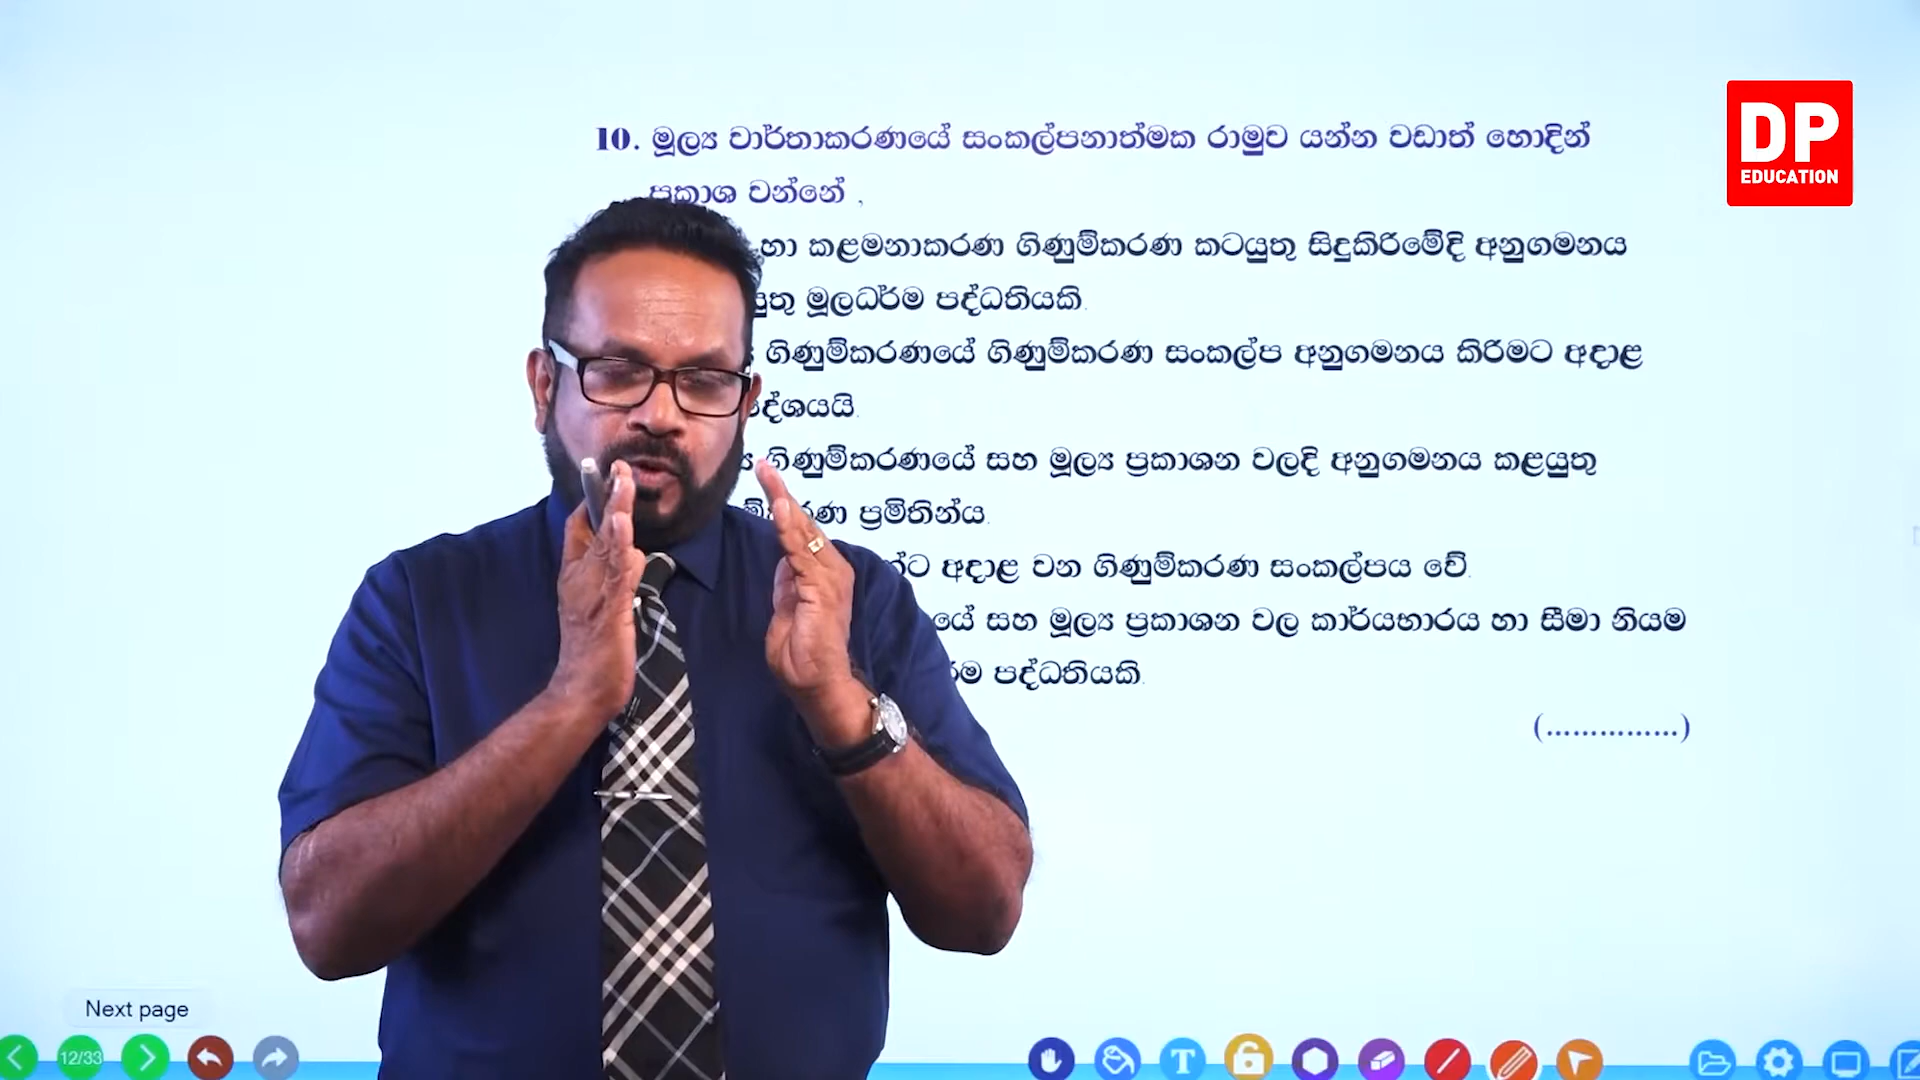 DP
EDUCATION
10. මූල්‍ය වාර්තාකරණයේ සංකල්පනාත්මක රාමුව යන්න වඩාත් හොඳින්
ප්‍රකාශ වන්නේ ,
හා කළමනාකරණ ගිණුම්කරණ කටයුතු සිදුකිරීමේදී අනුගමනය
මූලධර්ම පද්ධතියකි.
ගිණුම්කරණයේ ගිණුම්කරණ සංකල්ප අනුගමනය කිරීමට අදාළ
ගිණුම්කරණයේ සහ මූල්‍ය ප්‍රකාශන වලදී අනුගමනය කළයුතු
ප්‍රමිතින්ය.
අදාළ වන ගිණුම්කරණ සංකල්පය වේ.
සහ මූල්‍ය ප්‍රකාශන වල කාර්යභාරය හා සීමා නියම
පද්ධතියකි.
(...............)
Next page
12/33
T